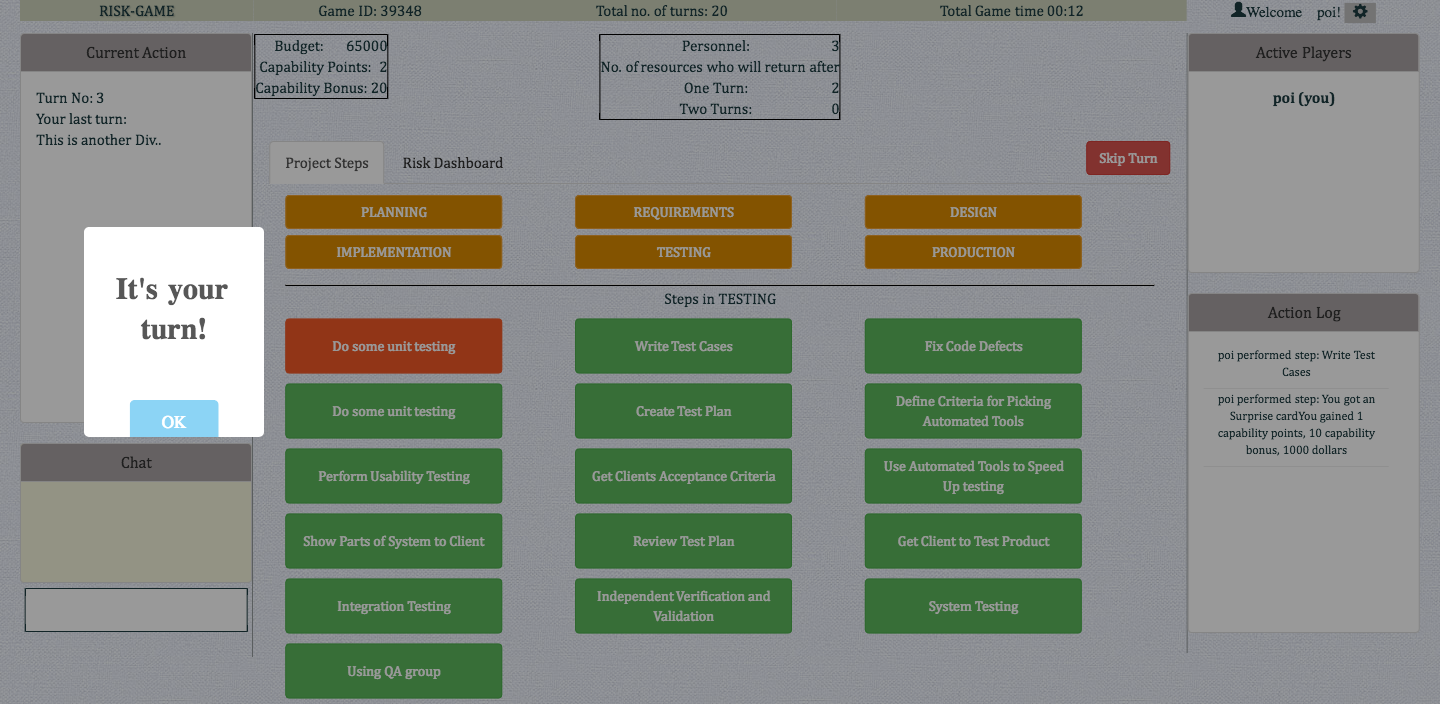 RISK-GAME
Game ID: 39348
Total no. of turns: 20
Total Game time 00:12
Welcome poi!
Current Action
Turn No: 3
Your last turn:
This is another Div..
Budget: 65000
Capability Points: 2
Capability Bonus: 20
Personnel: 3
No. of resources who will return after
One Turn: 2
Two Turns: 0
Project Steps
Risk Dashboard
Skip Turn
PLANNING
REQUIREMENTS
DESIGN
IMPLEMENTATION
TESTING
PRODUCTION
Steps in TESTING
Do some unit testing
Write Test Cases
Fix Code Defects
Do some unit testing
Create Test Plan
Define Criteria for Picking
Automated Tools
Perform Usability Testing
Get Clients Acceptance Criteria
Use Automated Tools to Speed
Up testing
Show Parts of System to Client
Review Test Plan
Get Client to Test Product
Integration Testing
Independent Verification and
Validation
System Testing
Using QA group
It's your
turn!
OK
Chat
Active Players
poi (you)
Action Log
poi performed step: Write Test
Cases
poi performed step: You got an
Surprise cardYou gained 1
capability points, 10 capability
bonus, 1000 dollars